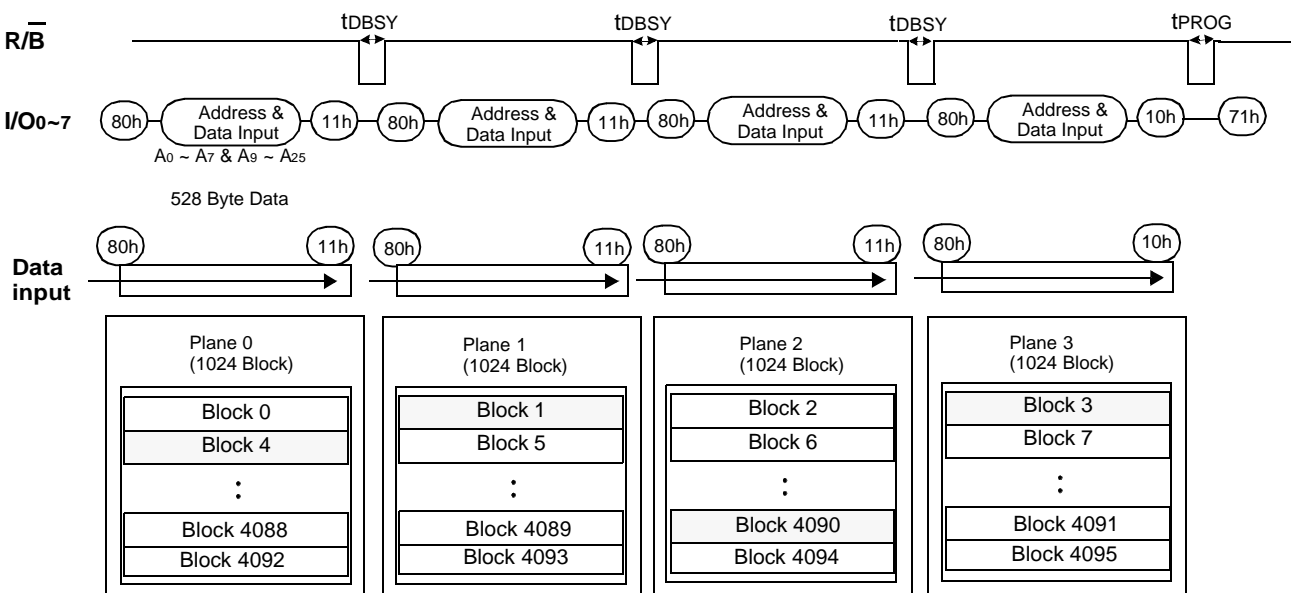 tDBSY tDBSY tDBSY tPROG
R/B
I/O0~7 80h Address & Data Input 11h 80h Address & Data Input 11h 80h Address & Data Input 11h 80h Address & Data Input 10h 71h
A0 ~ A7 & A9 ~ A25
528 Byte Data
Data input
80h 11h 80h 11h 80h 11h 80h 10h
Plane 0
(1024 Block)
Block 0
Block 4
:
Block 4088
Block 4092
Plane 1
(1024 Block)
Block 1
Block 5
:
Block 4089
Block 4093
Plane 2
(1024 Block)
Block 2
Block 6
:
Block 4090
Block 4094
Plane 3
(1024 Block)
Block 3
Block 7
:
Block 4091
Block 4095